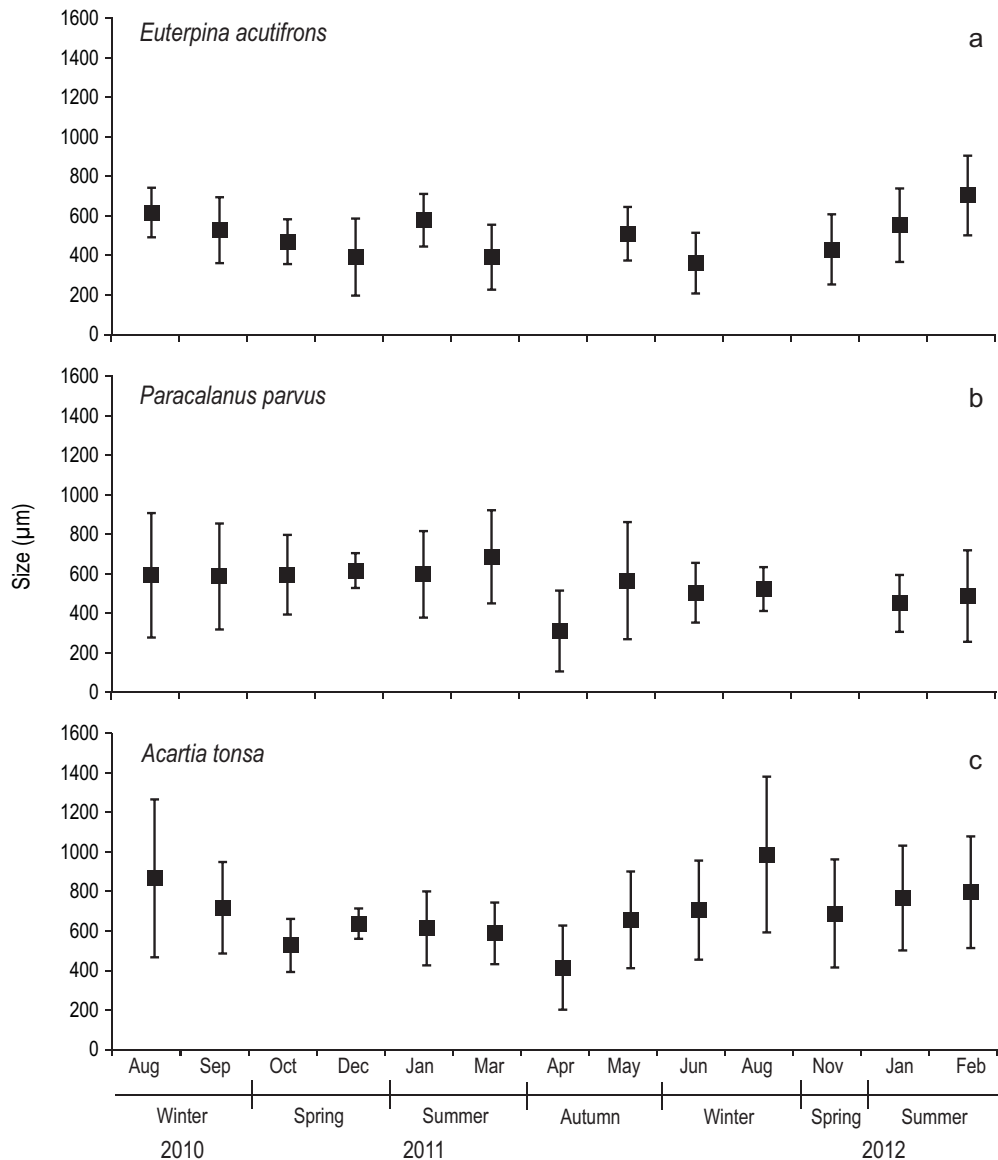 1600
Euterpina acutifrons
a
1400
1200
1000
800
600
400
200
0
1600
Paracalanus parvus
b
1400
1200
1000
800
600
400
200
0
Size (µm)
1600
Acartia tonsa
c
1400
1200
1000
800
600
400
200
0
Aug Sep Oct Dec Jan Mar Apr May Jun Aug Nov Jan Feb
Winter Spring Summer Autumn Winter Spring Summer
2010 2011 2012